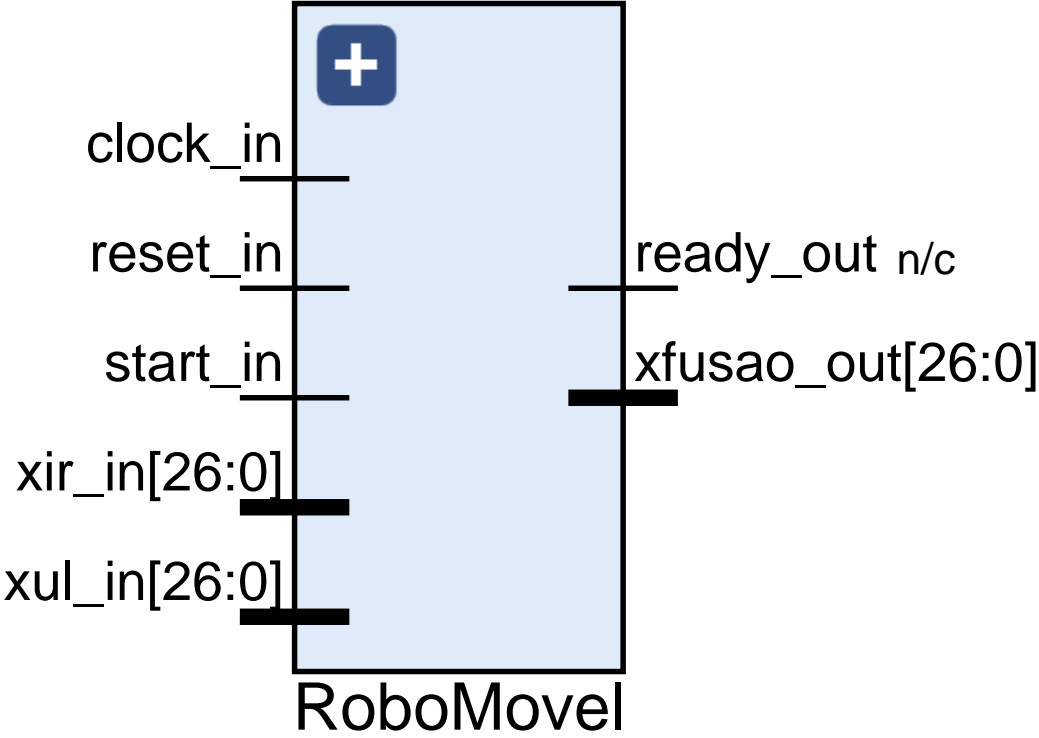 clock_in
reset_in
ready_out n/c
start_in
xfusao_out[26:0]
xir_in[26:0]
xul_in[26:0]
RoboMovel